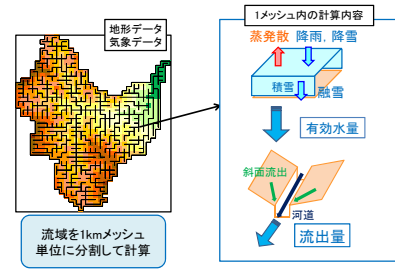 地形データ
気象データ
流域を1kmメッシュ
単位に分割して計算
1メッシュ内の計算内容
蒸発散 降雨, 降雪
積雪
融雪
有効水量
斜面流出
河道
流出量